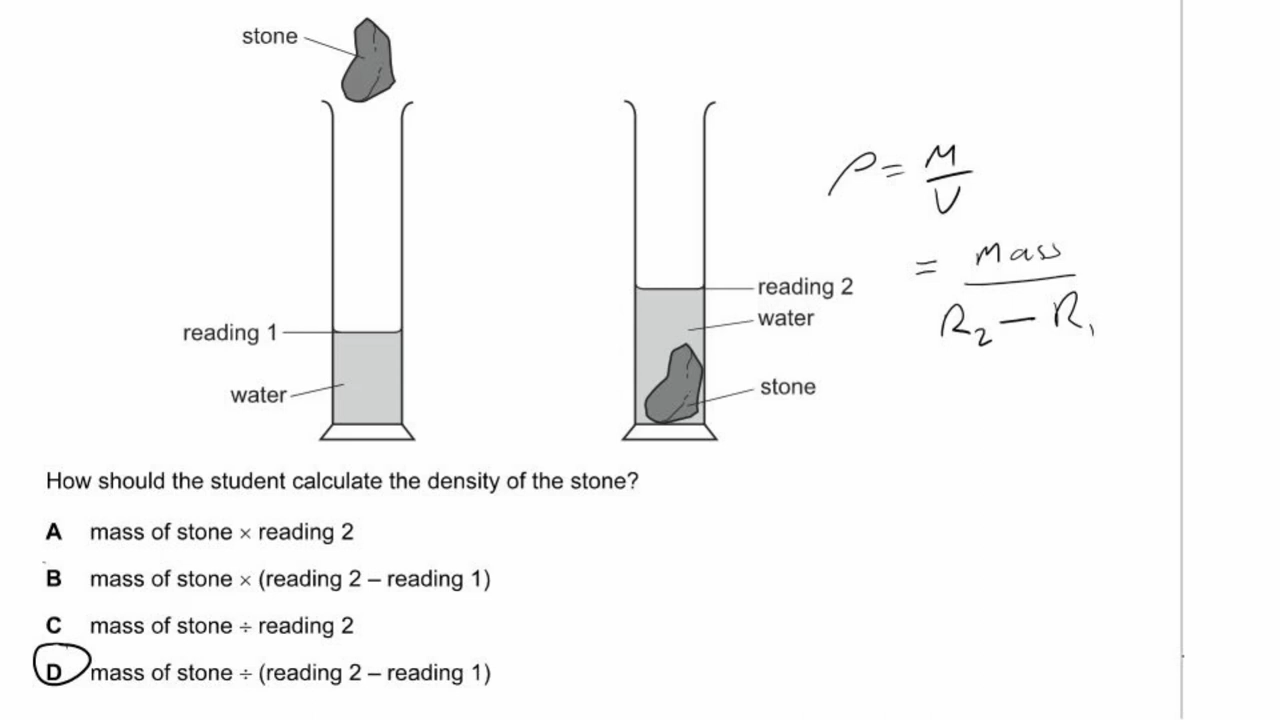 stone
ρ = M
V
reading 2
= Mass
R₂ – R₁
water
reading 1
stone
water
How should the student calculate the density of the stone?
A mass of stone × reading 2
B mass of stone × (reading 2 – reading 1)
C mass of stone ÷ reading 2
D mass of stone ÷ (reading 2 – reading 1)